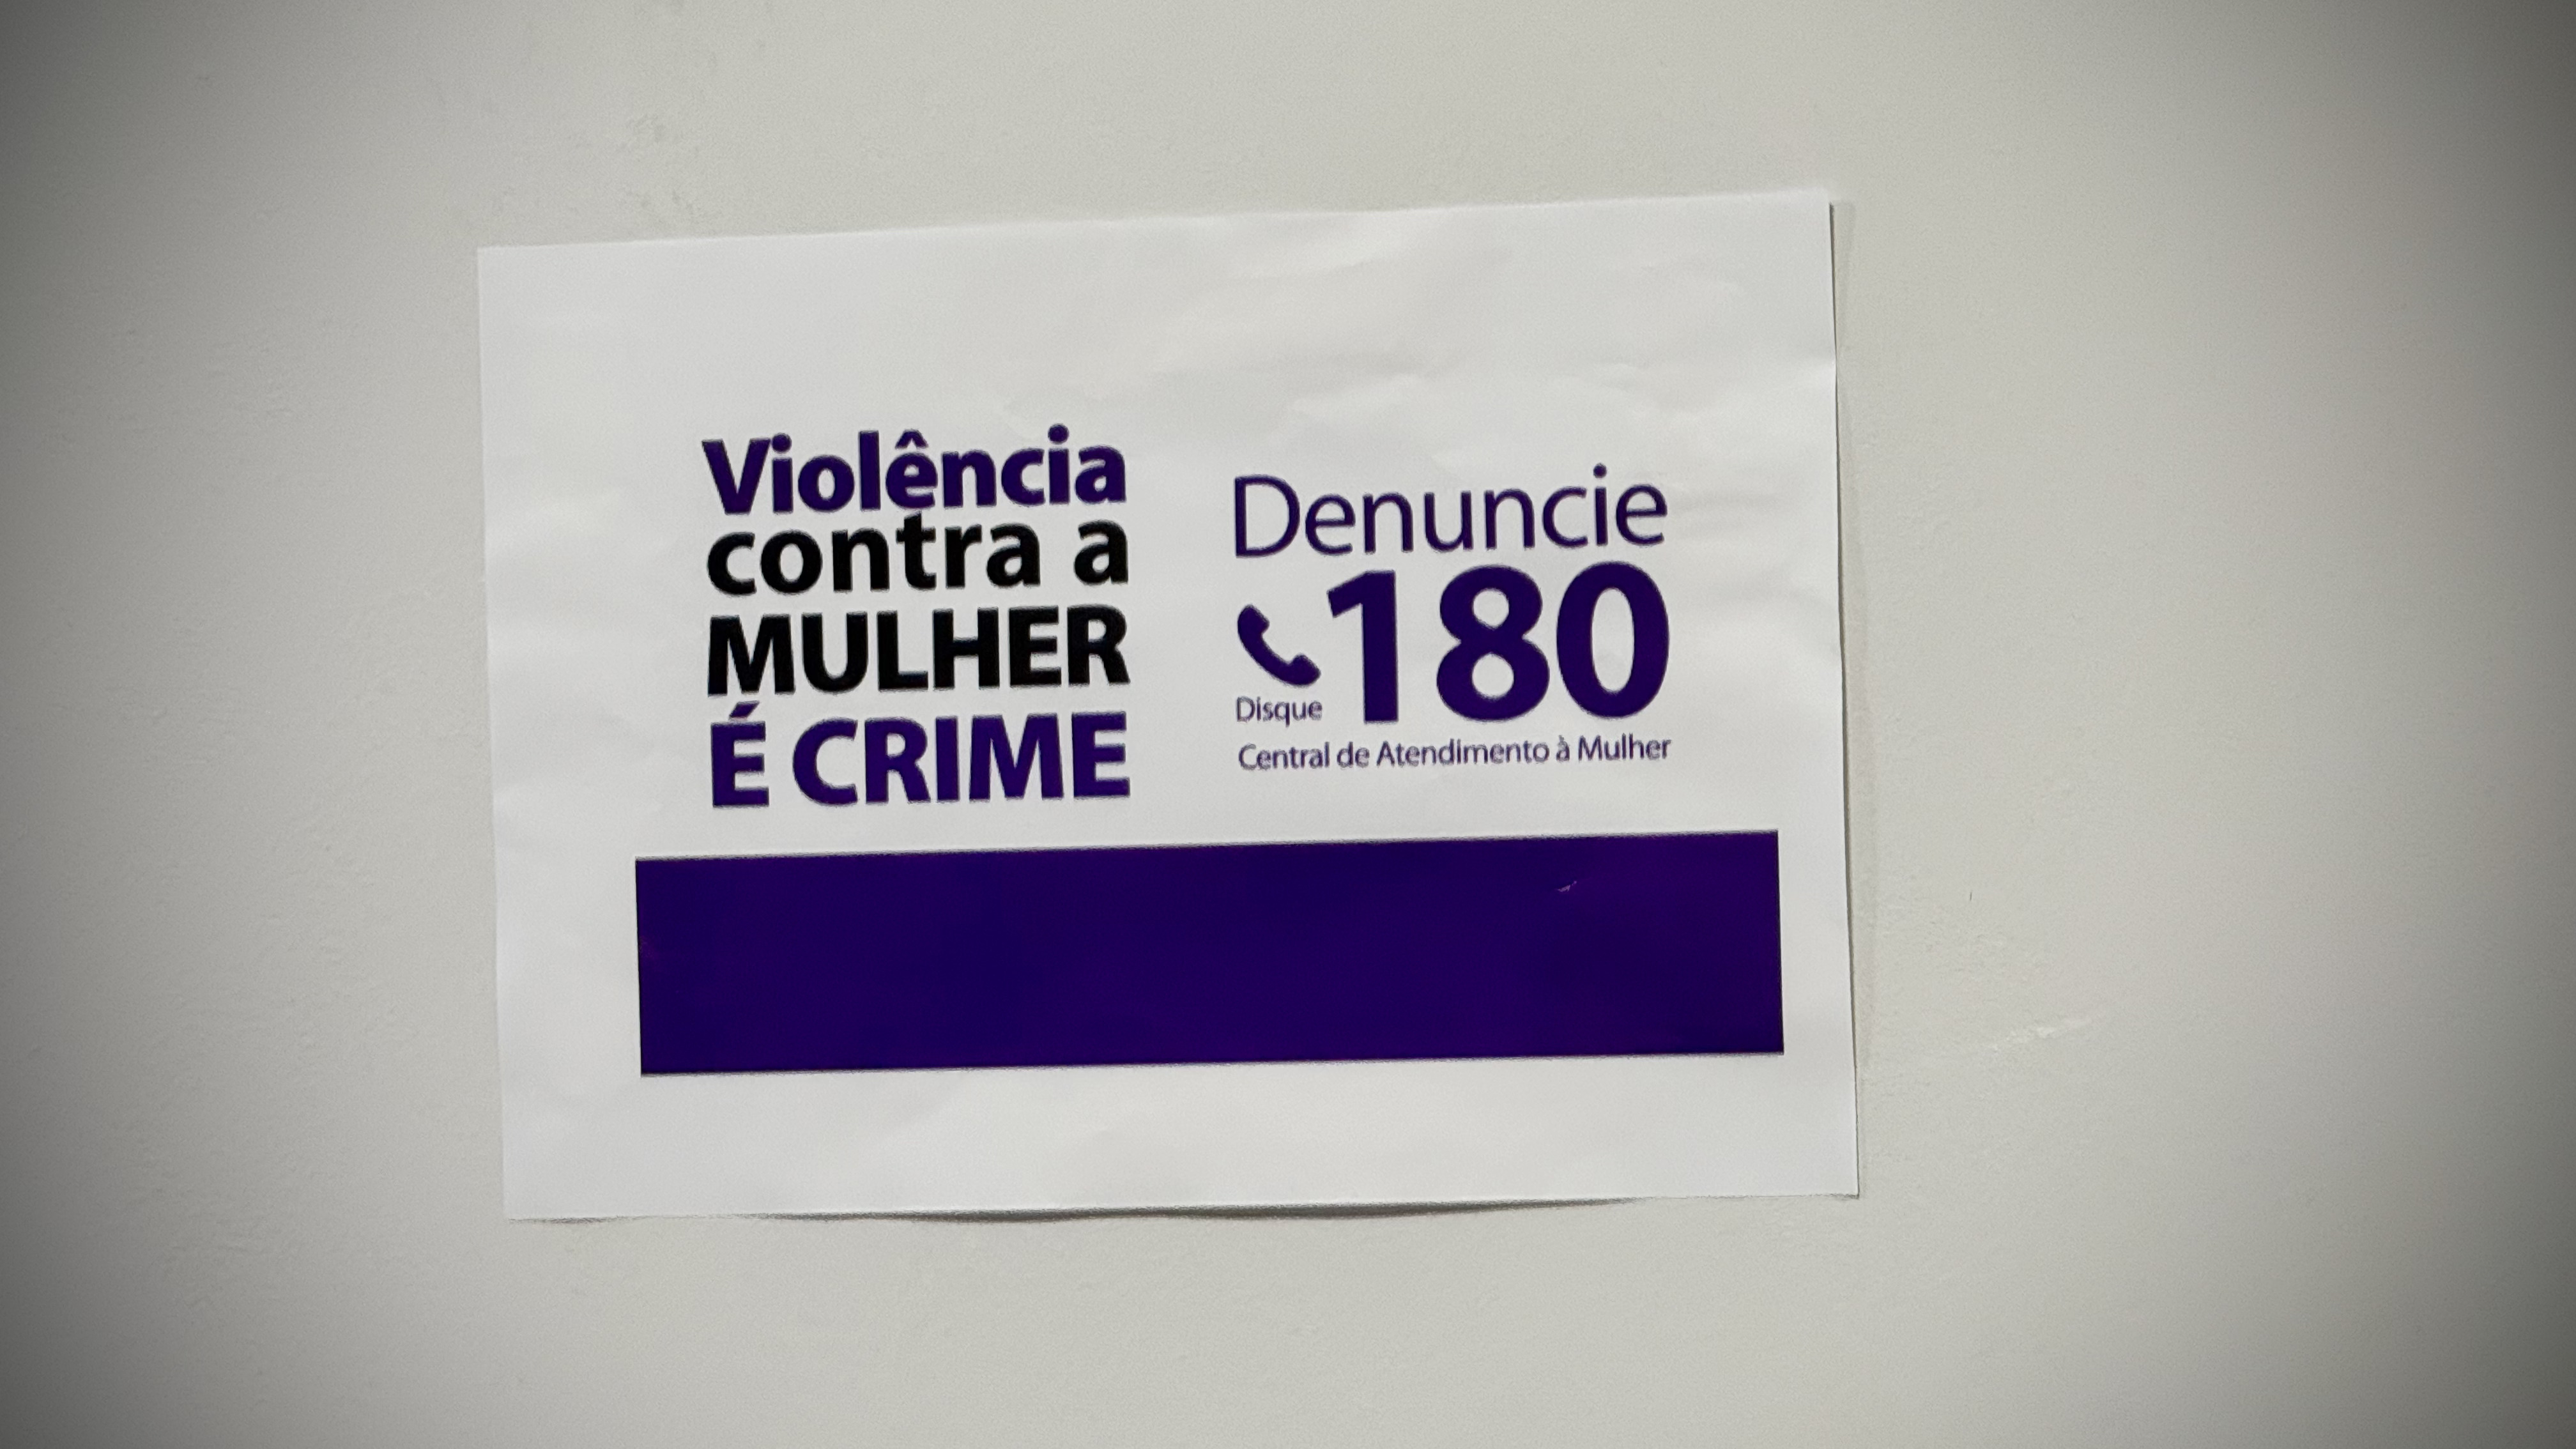 Violência
contra a
MULHER
É CRIME
Denuncie
180
Disque
Central de Atendimento à Mulher